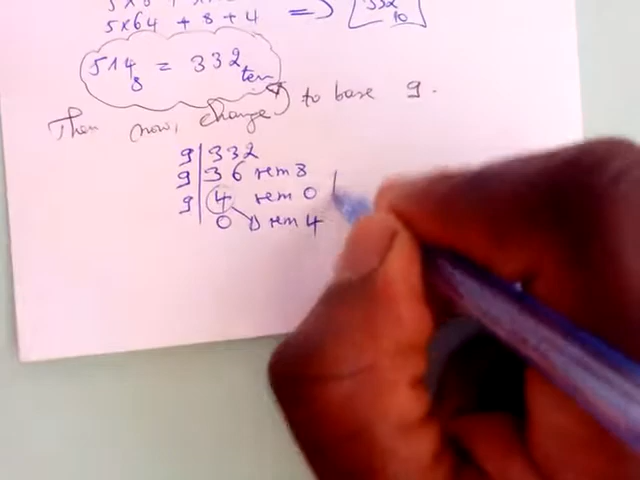 5x64 + 8 + 4 => 332
10
514
8 = 332
ten
Then now, change to base 9.
9 | 332
9 | 36 rem 8
9 | 4 rem 0
0 rem 4